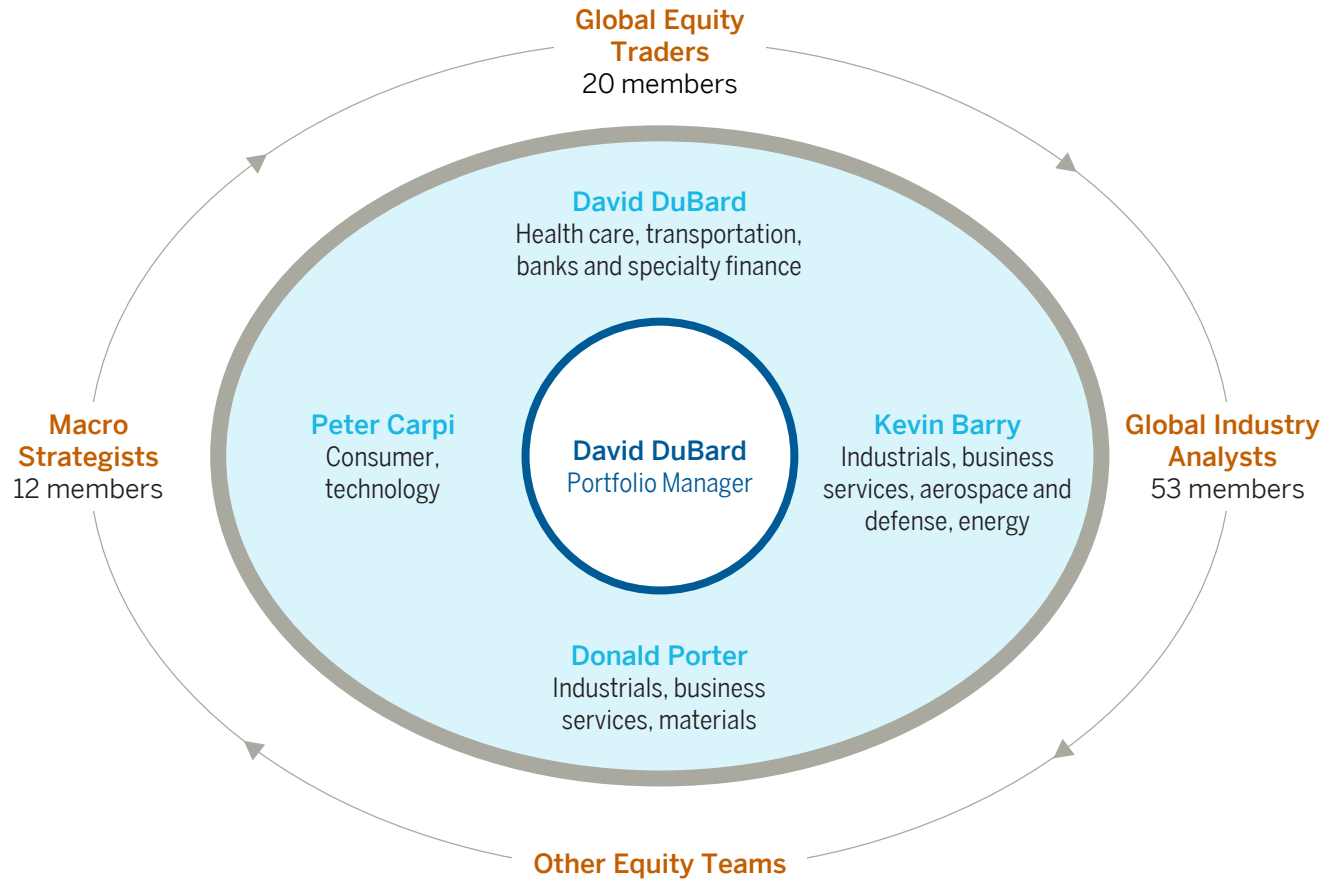 Global Equity
Traders
20 members
David DuBard
Health care, transportation,
banks and specialty finance
Macro
Strategists
12 members
Peter Carpi
Consumer,
technology
David DuBard
Portfolio Manager
Kevin Barry
Industrials, business
services, aerospace and
defense, energy
Global Industry
Analysts
53 members
Donald Porter
Industrials, business
services, materials
Other Equity Teams